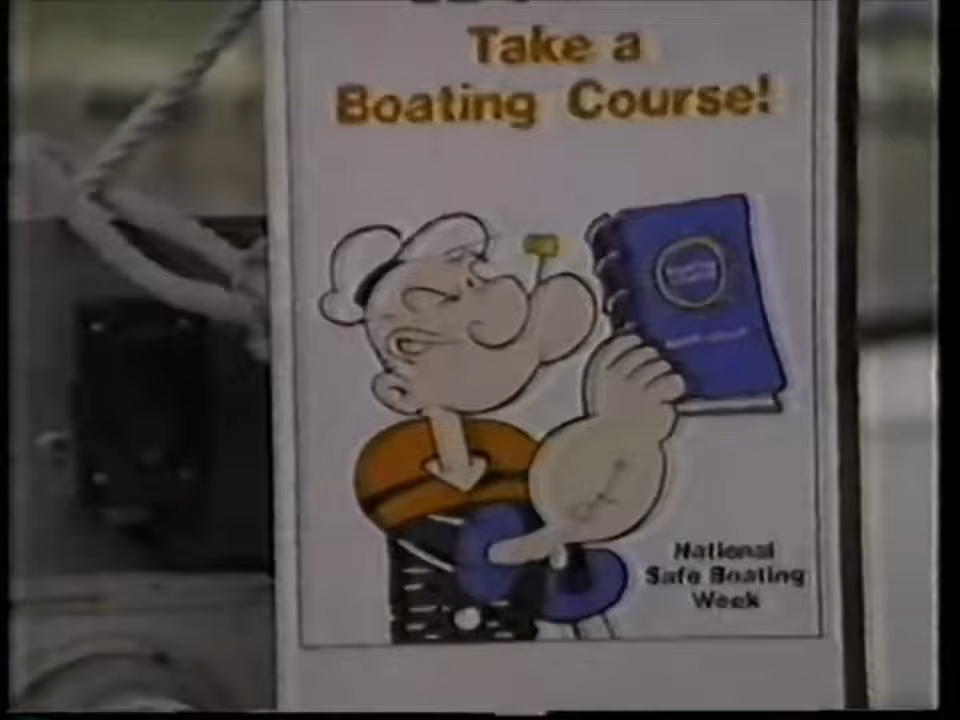 Take a
Boating Course!
National
Safe Boating
Week